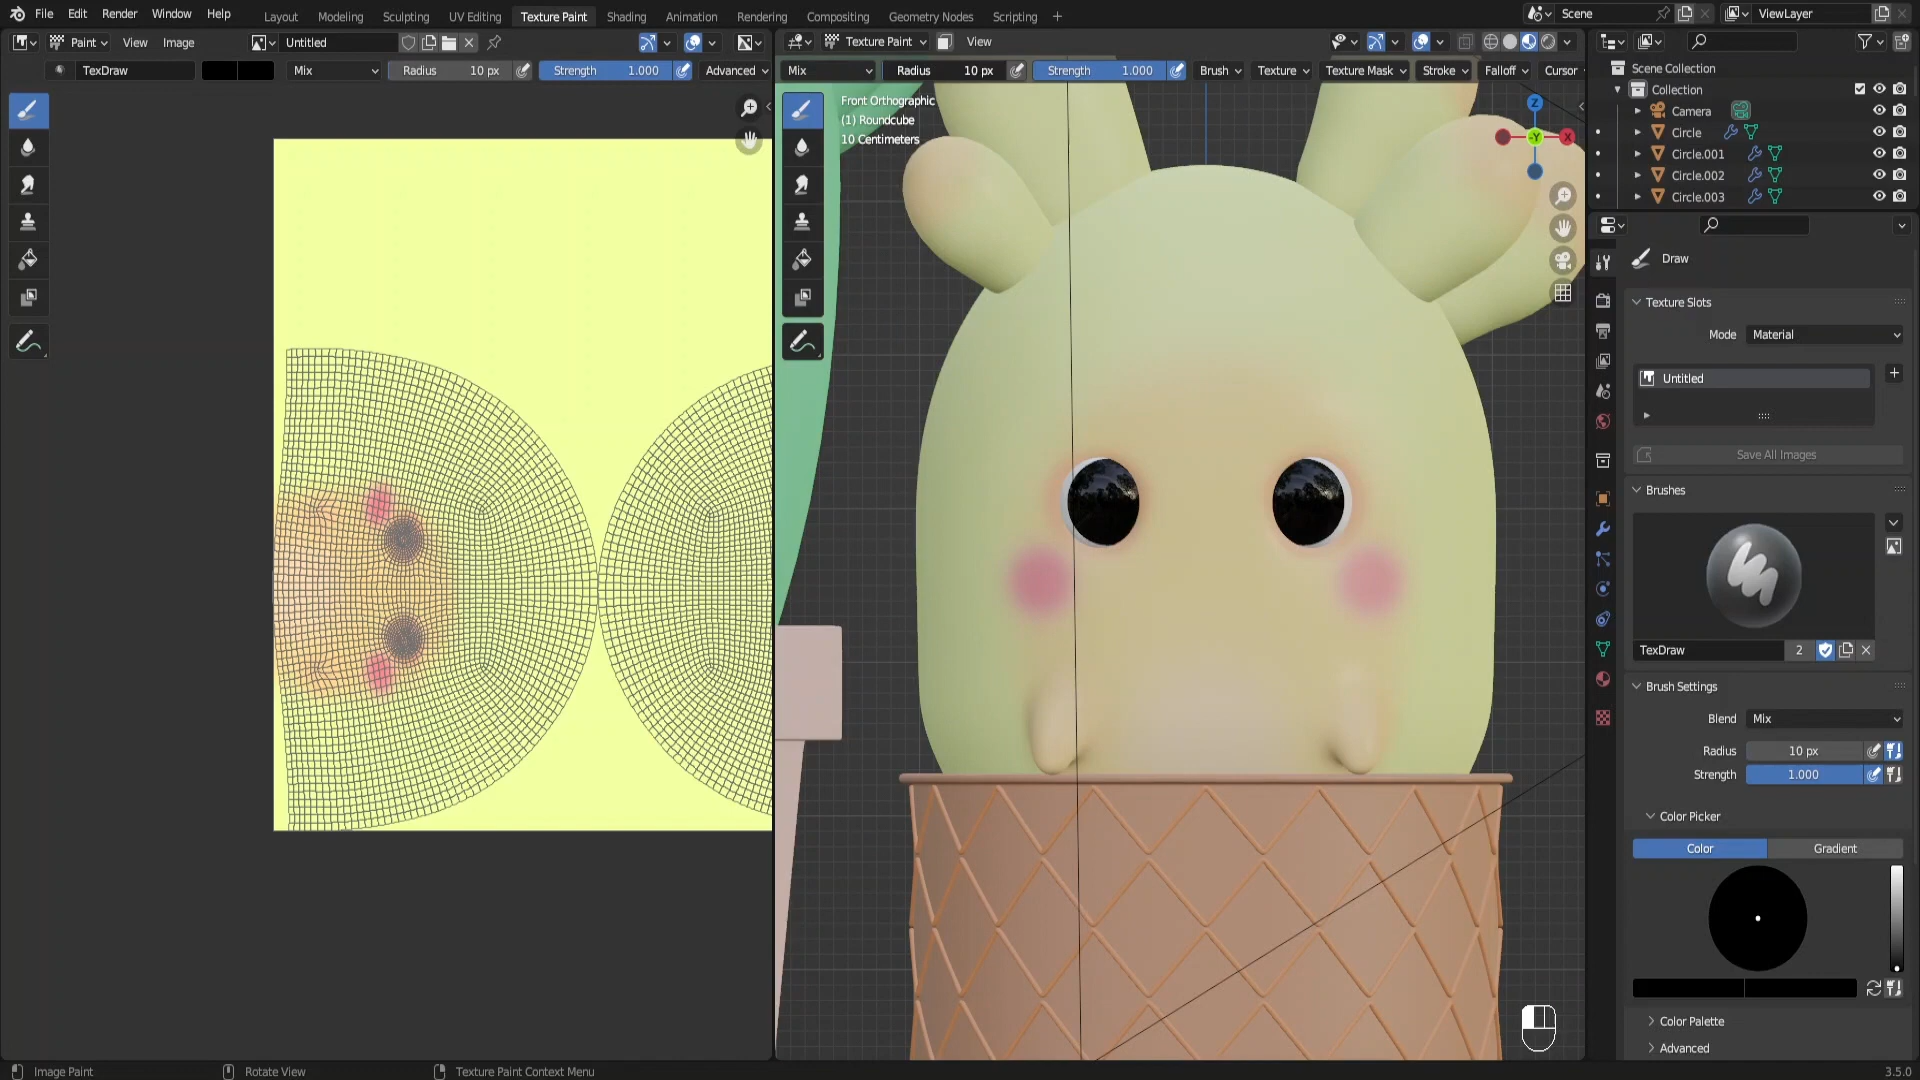 File Edit Render Window Help
Layout Modeling Sculpting UV Editing Texture Paint Shading Animation Rendering Compositing Geometry Nodes Scripting +
Scene
ViewLayer
Paint View Image
Untitled
Texture Paint View
TexDraw Mix Radius 10 px Strength 1.000 Advanced
Mix Radius 10 px Strength 1.000 Brush Texture Texture Mask Stroke Falloff Cursor
Front Orthographic
(1) Roundcube
10 Centimeters
Z
-Y
X
Scene Collection
Collection
Camera
Circle
Circle.001
Circle.002
Circle.003
Draw
Texture Slots
Mode Material
Untitled
Save All Images
Brushes
TexDraw 2
Brush Settings
Blend Mix
Radius 10 px
Strength 1.000
Color Picker
Color Gradient
Color Palette
Advanced
Image Paint Rotate View Texture Paint Context Menu 3.5.0